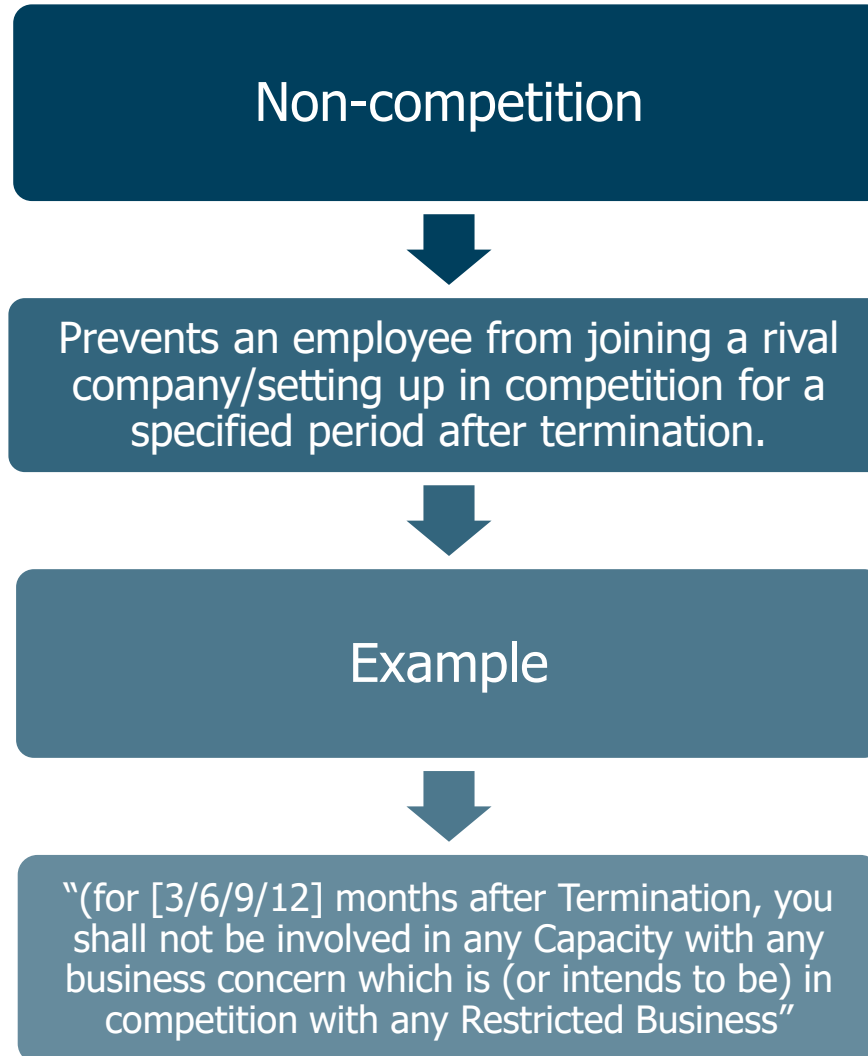 Non-competition
Prevents an employee from joining a rival
company/setting up in competition for a
specified period after termination.
Example
“(for [3/6/9/12] months after Termination, you
shall not be involved in any Capacity with any
business concern which is (or intends to be) in
competition with any Restricted Business”